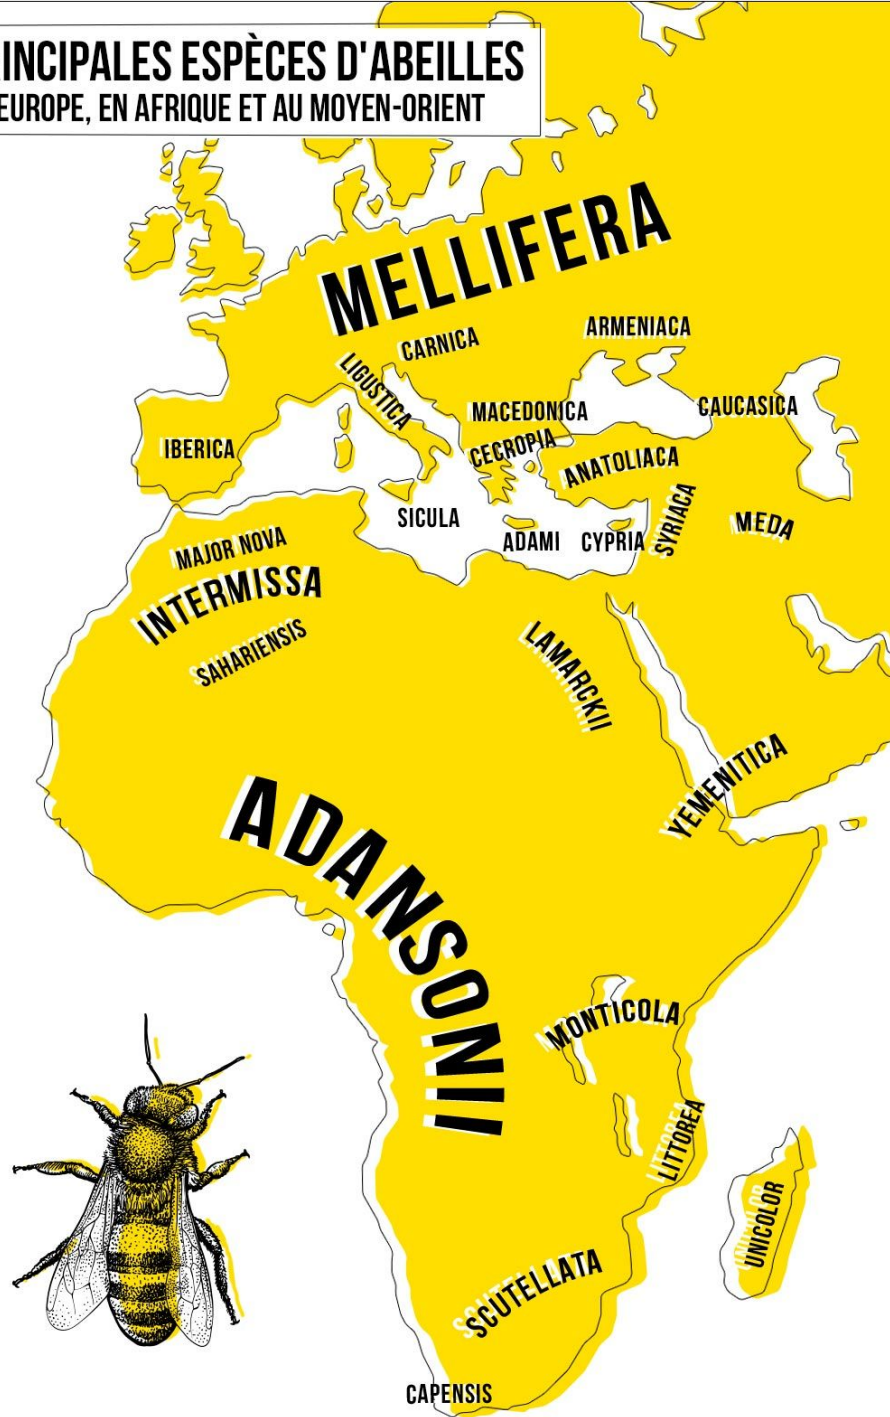 INCIPALES ESPÈCES D'ABEILLES
EUROPE, EN AFRIQUE ET AU MOYEN-ORIENT
MELLIFERA
ARMENIACA
CARNICA
LIGUSTICA
CAUCASICA
MACEDONICA
IBERICA
CECROPIA
ANATOLIACA
SICULA
SYRIACA
MEDA
ADAMI
CYPRIA
MAJOR NOVA
INTERMISSA
SAHARIENSIS
LAMARCKII
YEMENITICA
ADANSONII
MONTICOLA
LITTOREA
UNICOLOR
SCUTELLATA
CAPENSIS